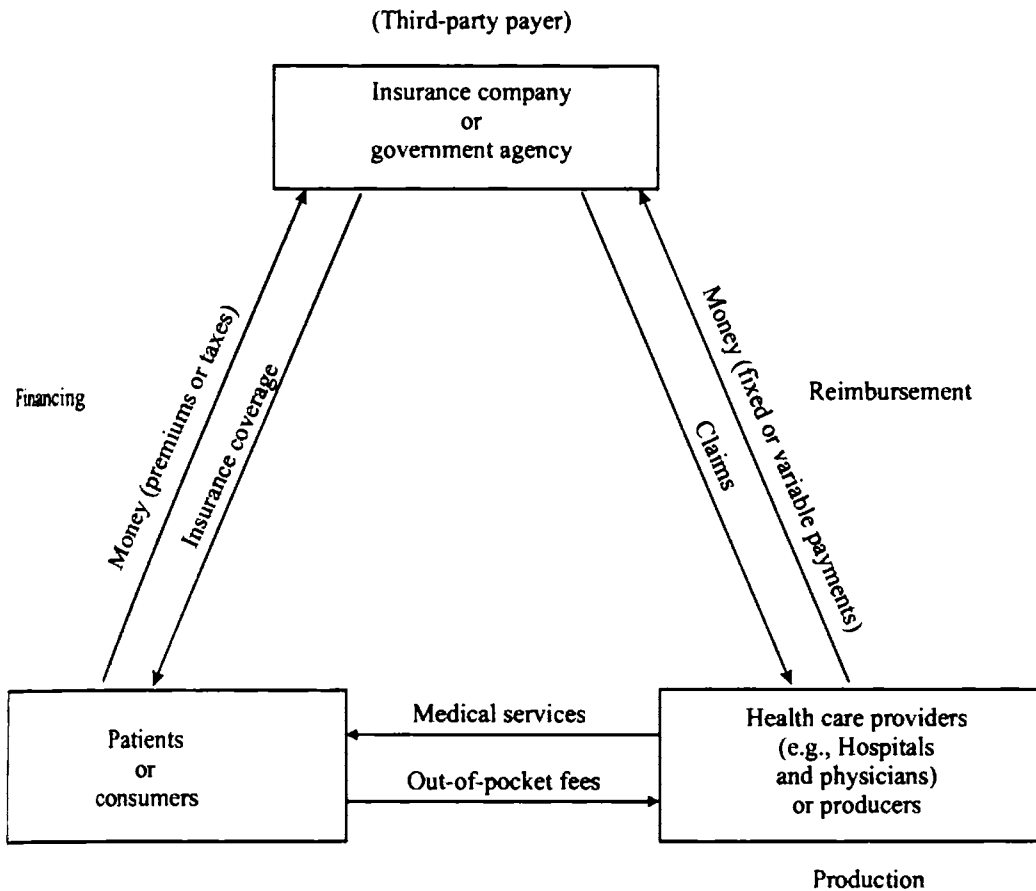 (Third-party payer)
Insurance company
or
government agency
Financing
Money (premiums or taxes)
Insurance coverage
Claims
Money (fixed or variable payments)
Reimbursement
Patients
or
consumers
Medical services
Out-of-pocket fees
Health care providers
(e.g., Hospitals
and physicians)
or producers
Production